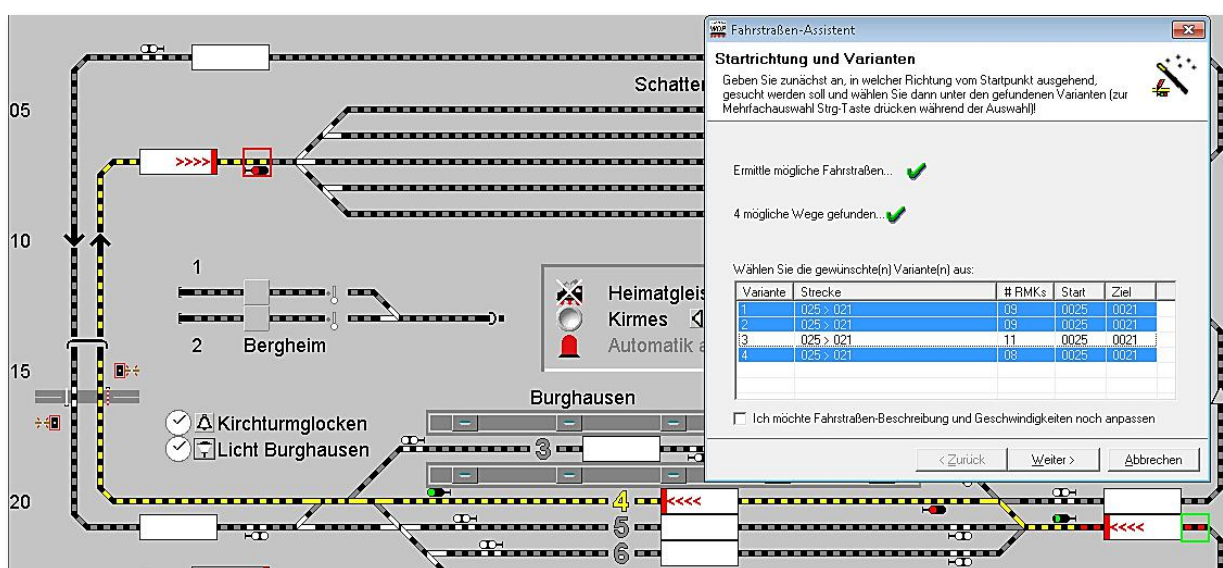 Fahrstraßen-Assistent
Startrichtung und Varianten
Geben Sie zunächst an, in welcher Richtung vom Startpunkt ausgehend,
gesucht werden soll und wählen Sie dann unter den gefundenen Varianten (zur
Mehrfachauswahl Strg-Taste drücken während der Auswahl)!
Ermittle mögliche Fahrstraßen...
4 mögliche Wege gefunden...
Wählen Sie die gewünschte(n) Variante(n) aus:
Variante Strecke # RMKs Start Ziel
1 025 > 021 09 0025 0021
2 025 > 021 09 0025 0021
3 025 > 021 11 0025 0021
4 025 > 021 08 0025 0021
Ich möchte Fahrstraßen-Beschreibung und Geschwindigkeiten noch anpassen
< Zurück Weiter > Abbrechen
Schatte
05
>>>>
10
1
Heimatgleis
Kirmes
2 Bergheim
Automatik a
15
Burghausen
Kirchturmglocken
Licht Burghausen
3
20
4 <<<<
5 <<<<
6